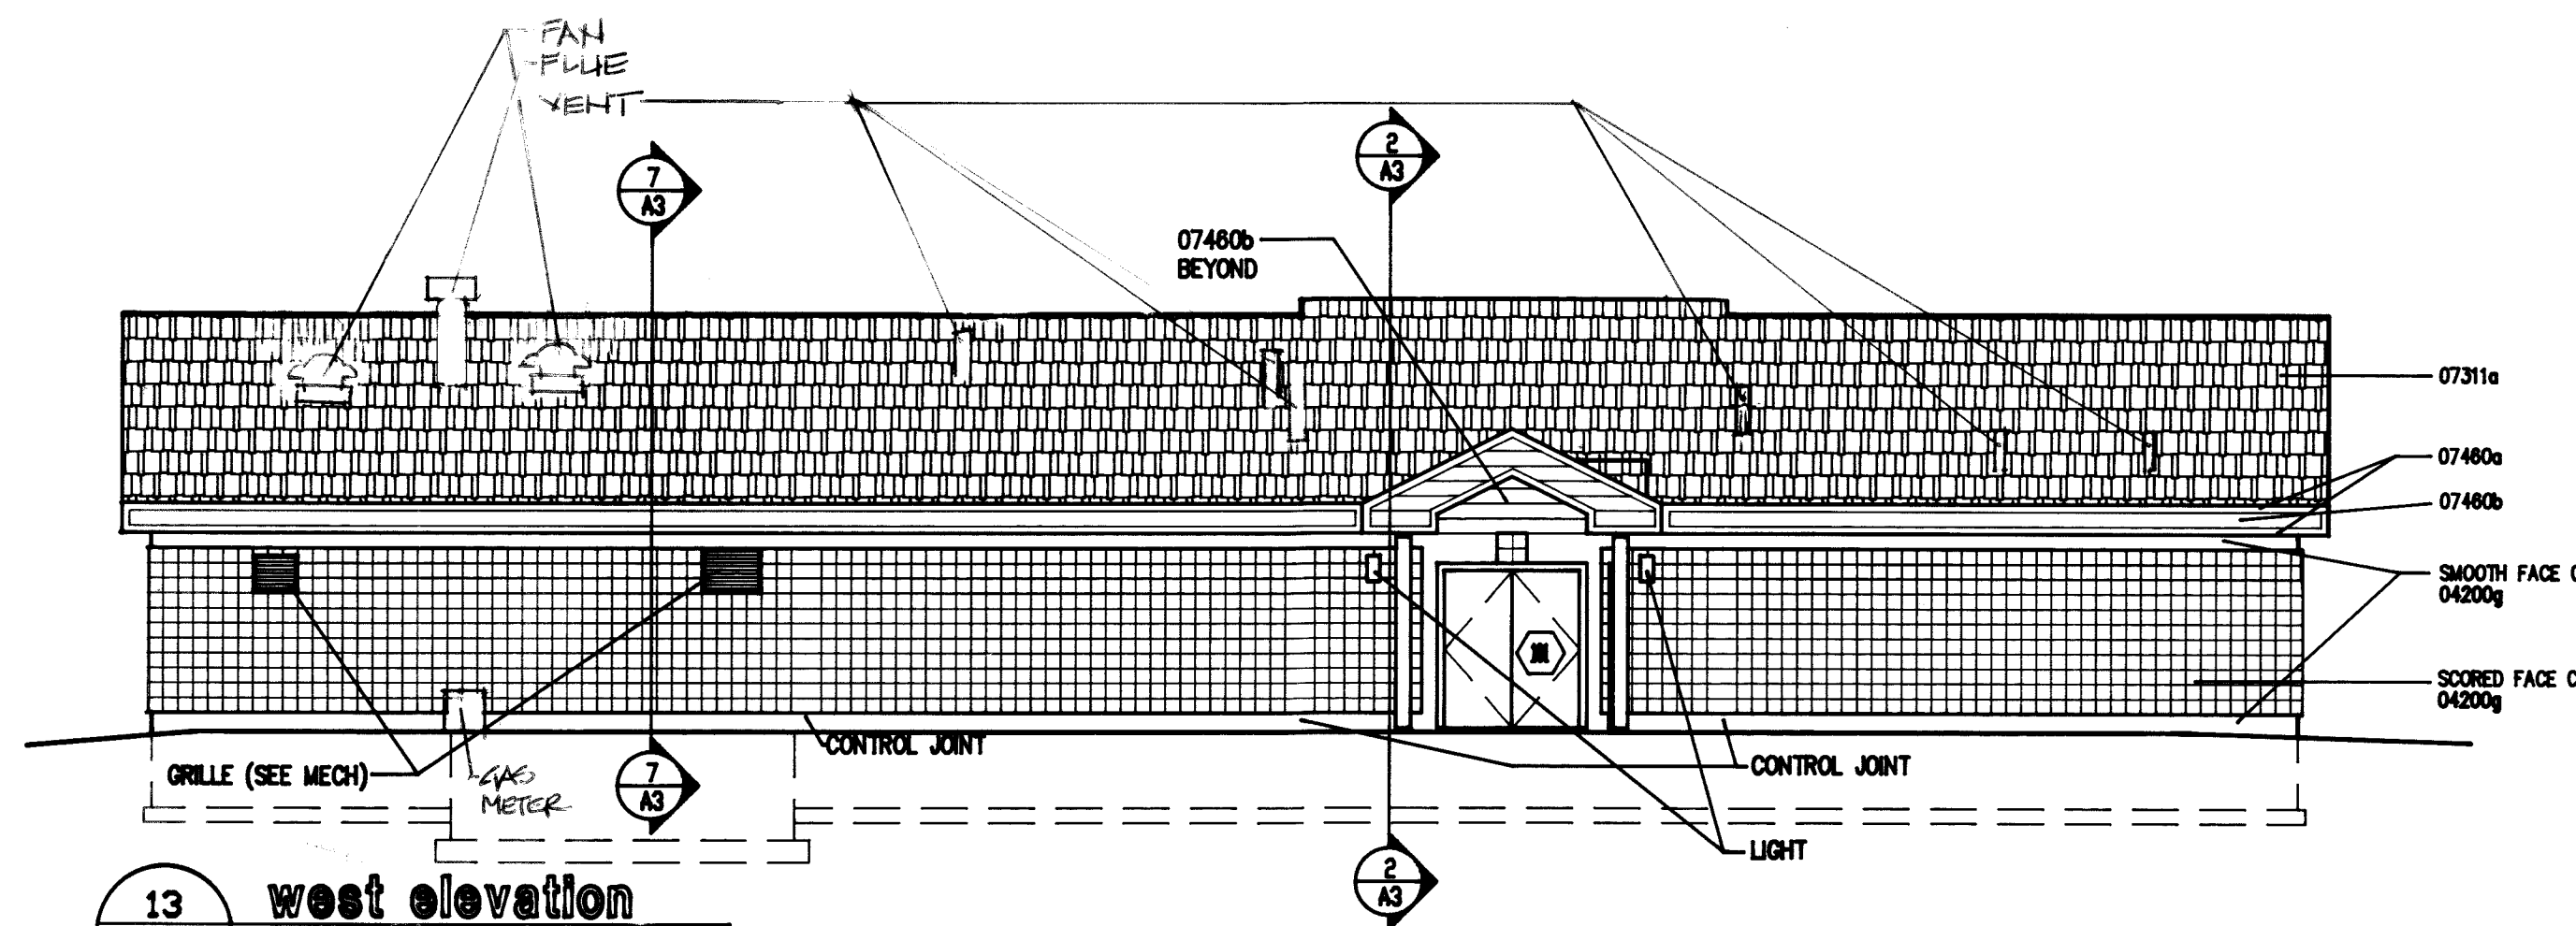 FAN
FLUE
VENT
7
A3
2
A3
07460b
BEYOND
07311a
07460a
07460b
SMOOTH FACE C
04200g
SCORED FACE C
04200g
CONTROL JOINT
GRILLE (SEE MECH)
GAS
METER
7
A3
CONTROL JOINT
LIGHT
2
A3
13
west elevation